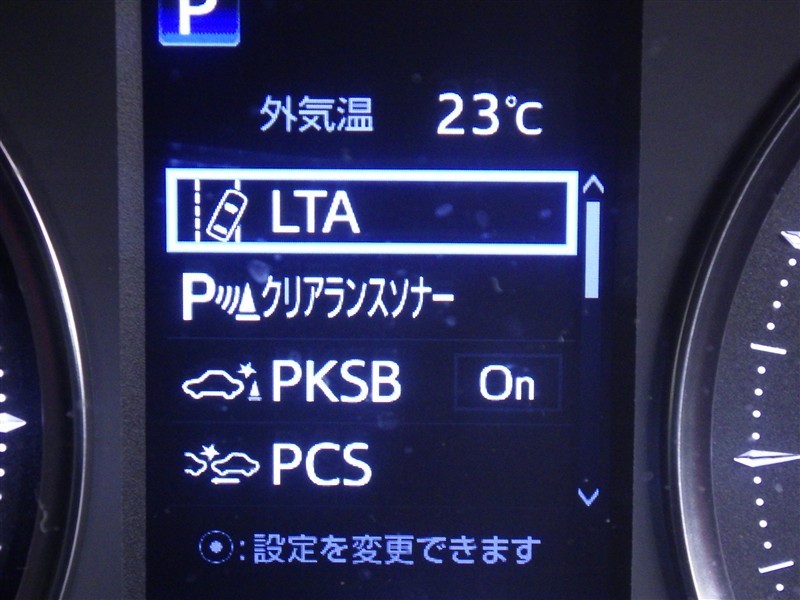 P
外気温 23℃
LTA
P クリアランスソナー
PKSB On
PCS
:設定を変更できます